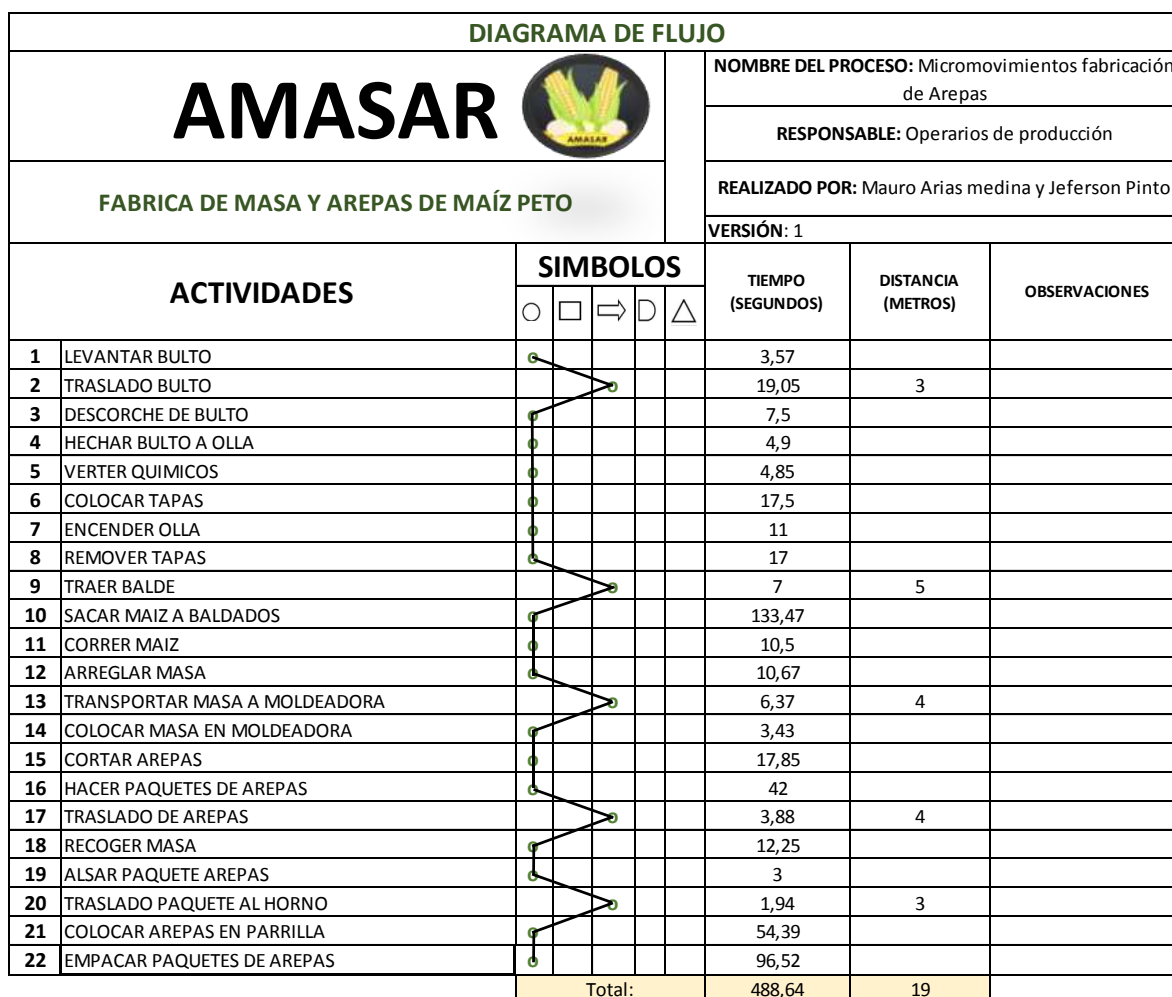 DIAGRAMA DE FLUJO
AMASAR
AMASAR
FABRICA DE MASA Y AREPAS DE MAÍZ PETO
NOMBRE DEL PROCESO: Micromovimientos fabricación
de Arepas
RESPONSABLE: Operarios de producción
REALIZADO POR: Mauro Arias medina y Jeferson Pinto
VERSIÓN: 1
ACTIVIDADES
SIMBOLOS
TIEMPO
(SEGUNDOS)
DISTANCIA
(METROS)
OBSERVACIONES
1 LEVANTAR BULTO 3,57
2 TRASLADO BULTO 19,05 3
3 DESCORCHE DE BULTO 7,5
4 HECHAR BULTO A OLLA 4,9
5 VERTER QUIMICOS 4,85
6 COLOCAR TAPAS 17,5
7 ENCENDER OLLA 11
8 REMOVER TAPAS 17
9 TRAER BALDE 7 5
10 SACAR MAIZ A BALDADOS 133,47
11 CORRER MAIZ 10,5
12 ARREGLAR MASA 10,67
13 TRANSPORTAR MASA A MOLDEADORA 6,37 4
14 COLOCAR MASA EN MOLDEADORA 3,43
15 CORTAR AREPAS 17,85
16 HACER PAQUETES DE AREPAS 42
17 TRASLADO DE AREPAS 3,88 4
18 RECOGER MASA 12,25
19 ALSAR PAQUETE AREPAS 3
20 TRASLADO PAQUETE AL HORNO 1,94 3
21 COLOCAR AREPAS EN PARRILLA 54,39
22 EMPACAR PAQUETES DE AREPAS 96,52
Total: 488,64 19